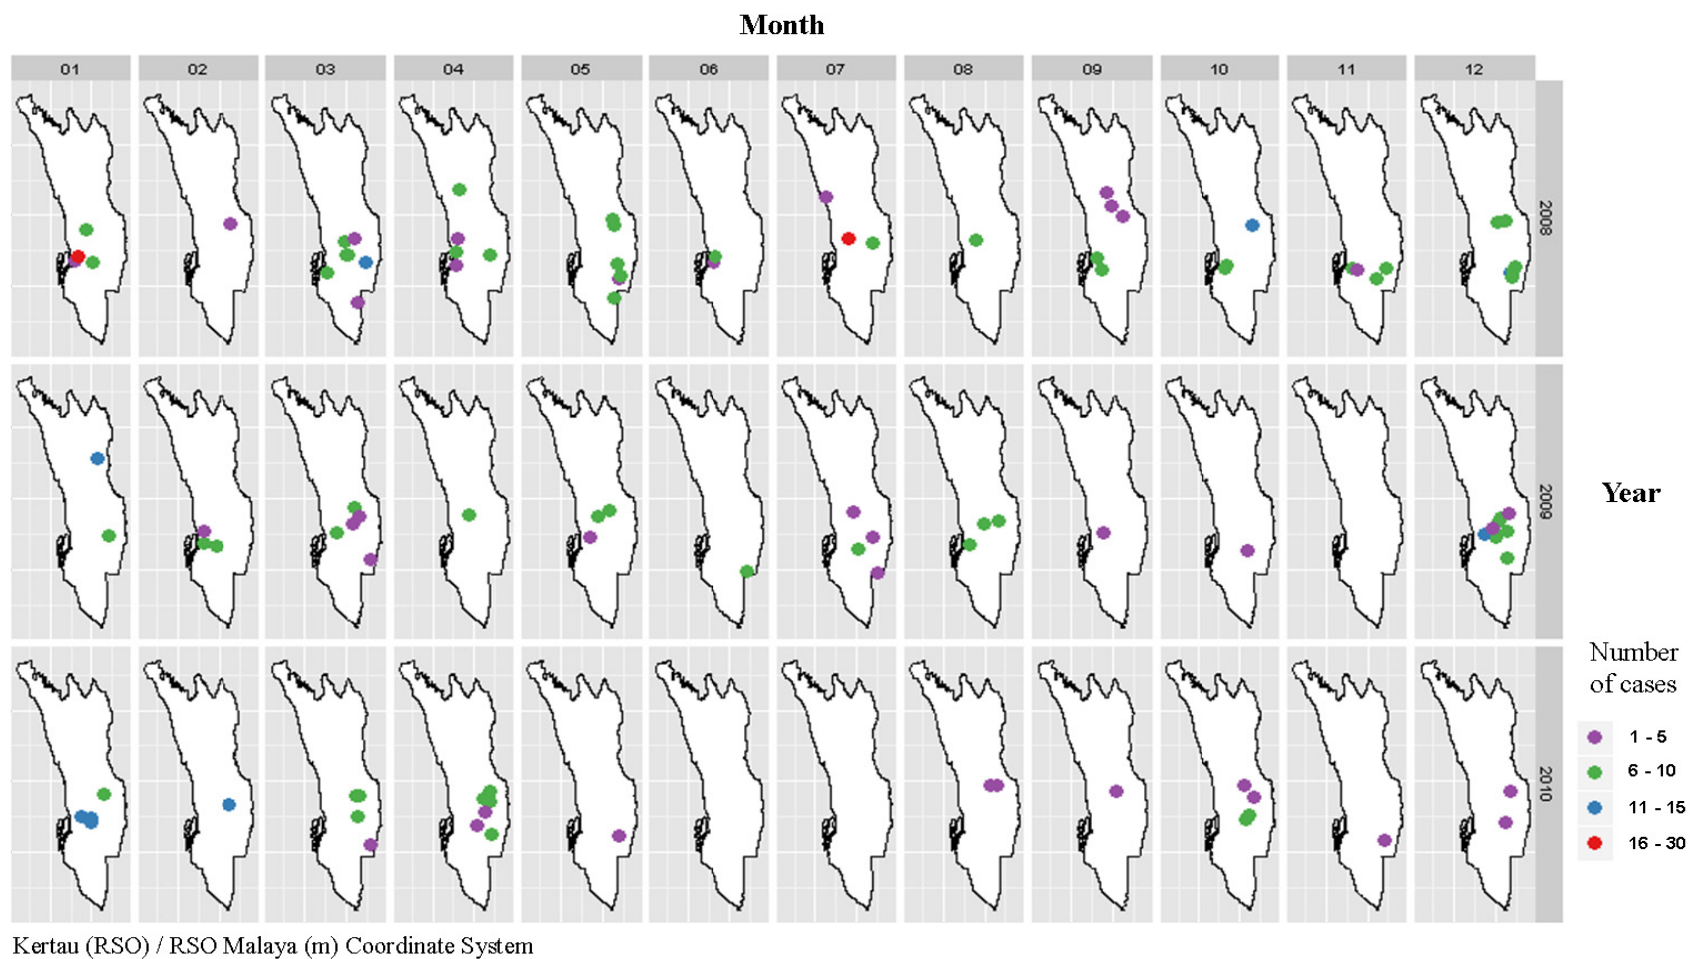 Month
01 02 03 04 05 06 07 08 09 10 11 12
2008
2009
Year
2010
Number
of cases
1 - 5
6 - 10
11 - 15
16 - 30
Kertau (RSO) / RSO Malaya (m) Coordinate System